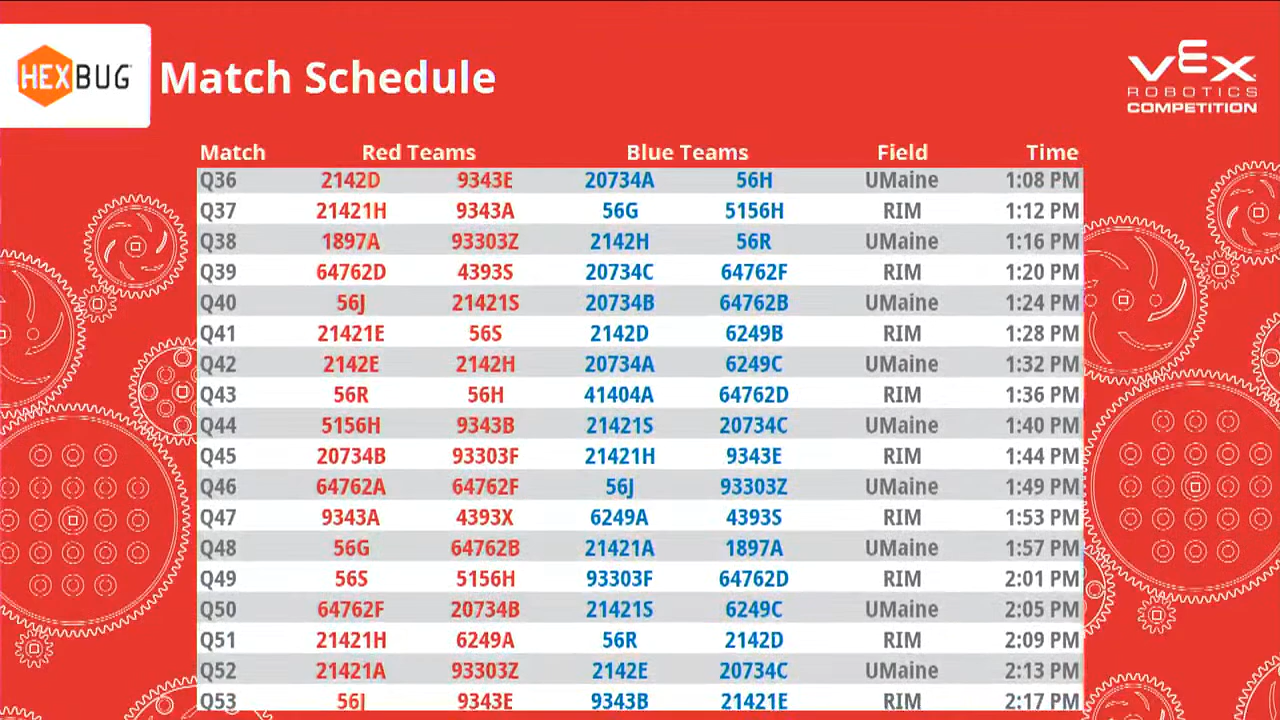 HEXBUG
Match Schedule
VEX
ROBOTICS
COMPETITION
Match Red Teams Blue Teams Field Time
Q36 2142D 9343E 20734A 56H UMaine 1:08 PM
Q37 21421H 9343A 56G 5156H RIM 1:12 PM
Q38 1897A 93303Z 2142H 56R UMaine 1:16 PM
Q39 64762D 4393S 20734C 64762F RIM 1:20 PM
Q40 56J 21421S 20734B 64762B UMaine 1:24 PM
Q41 21421E 56S 2142D 6249B RIM 1:28 PM
Q42 2142E 2142H 20734A 6249C UMaine 1:32 PM
Q43 56R 56H 41404A 64762D RIM 1:36 PM
Q44 5156H 9343B 21421S 20734C UMaine 1:40 PM
Q45 20734B 93303F 21421H 9343E RIM 1:44 PM
Q46 64762A 64762F 56J 93303Z UMaine 1:49 PM
Q47 9343A 4393X 6249A 4393S RIM 1:53 PM
Q48 56G 64762B 21421A 1897A UMaine 1:57 PM
Q49 56S 5156H 93303F 64762D RIM 2:01 PM
Q50 64762F 20734B 21421S 6249C UMaine 2:05 PM
Q51 21421H 6249A 56R 2142D RIM 2:09 PM
Q52 21421A 93303Z 2142E 20734C UMaine 2:13 PM
Q53 56J 9343E 9343B 21421E RIM 2:17 PM